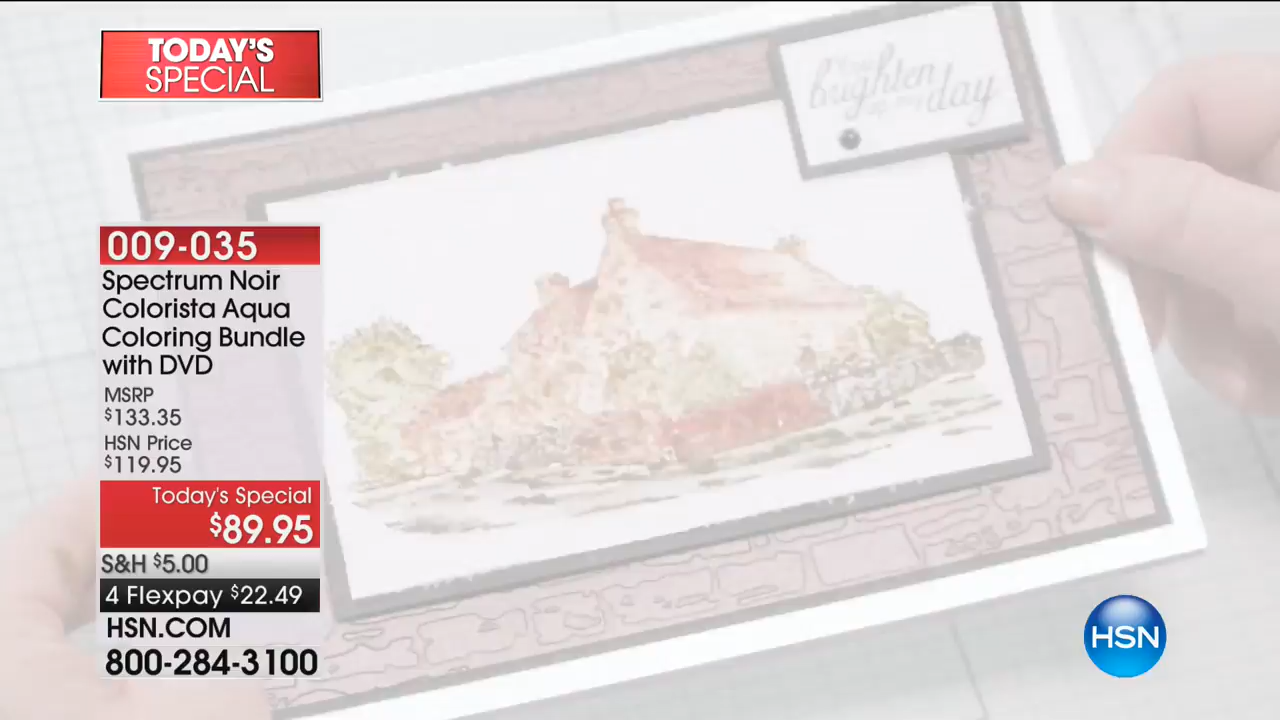 TODAY'S
SPECIAL
brighten
day
009-035
Spectrum Noir
Colorista Aqua
Coloring Bundle
with DVD
MSRP
$133.35
HSN Price
$119.95
Today's Special
$89.95
S&H $5.00
4 Flexpay $22.49
HSN.COM
800-284-3100
HSN